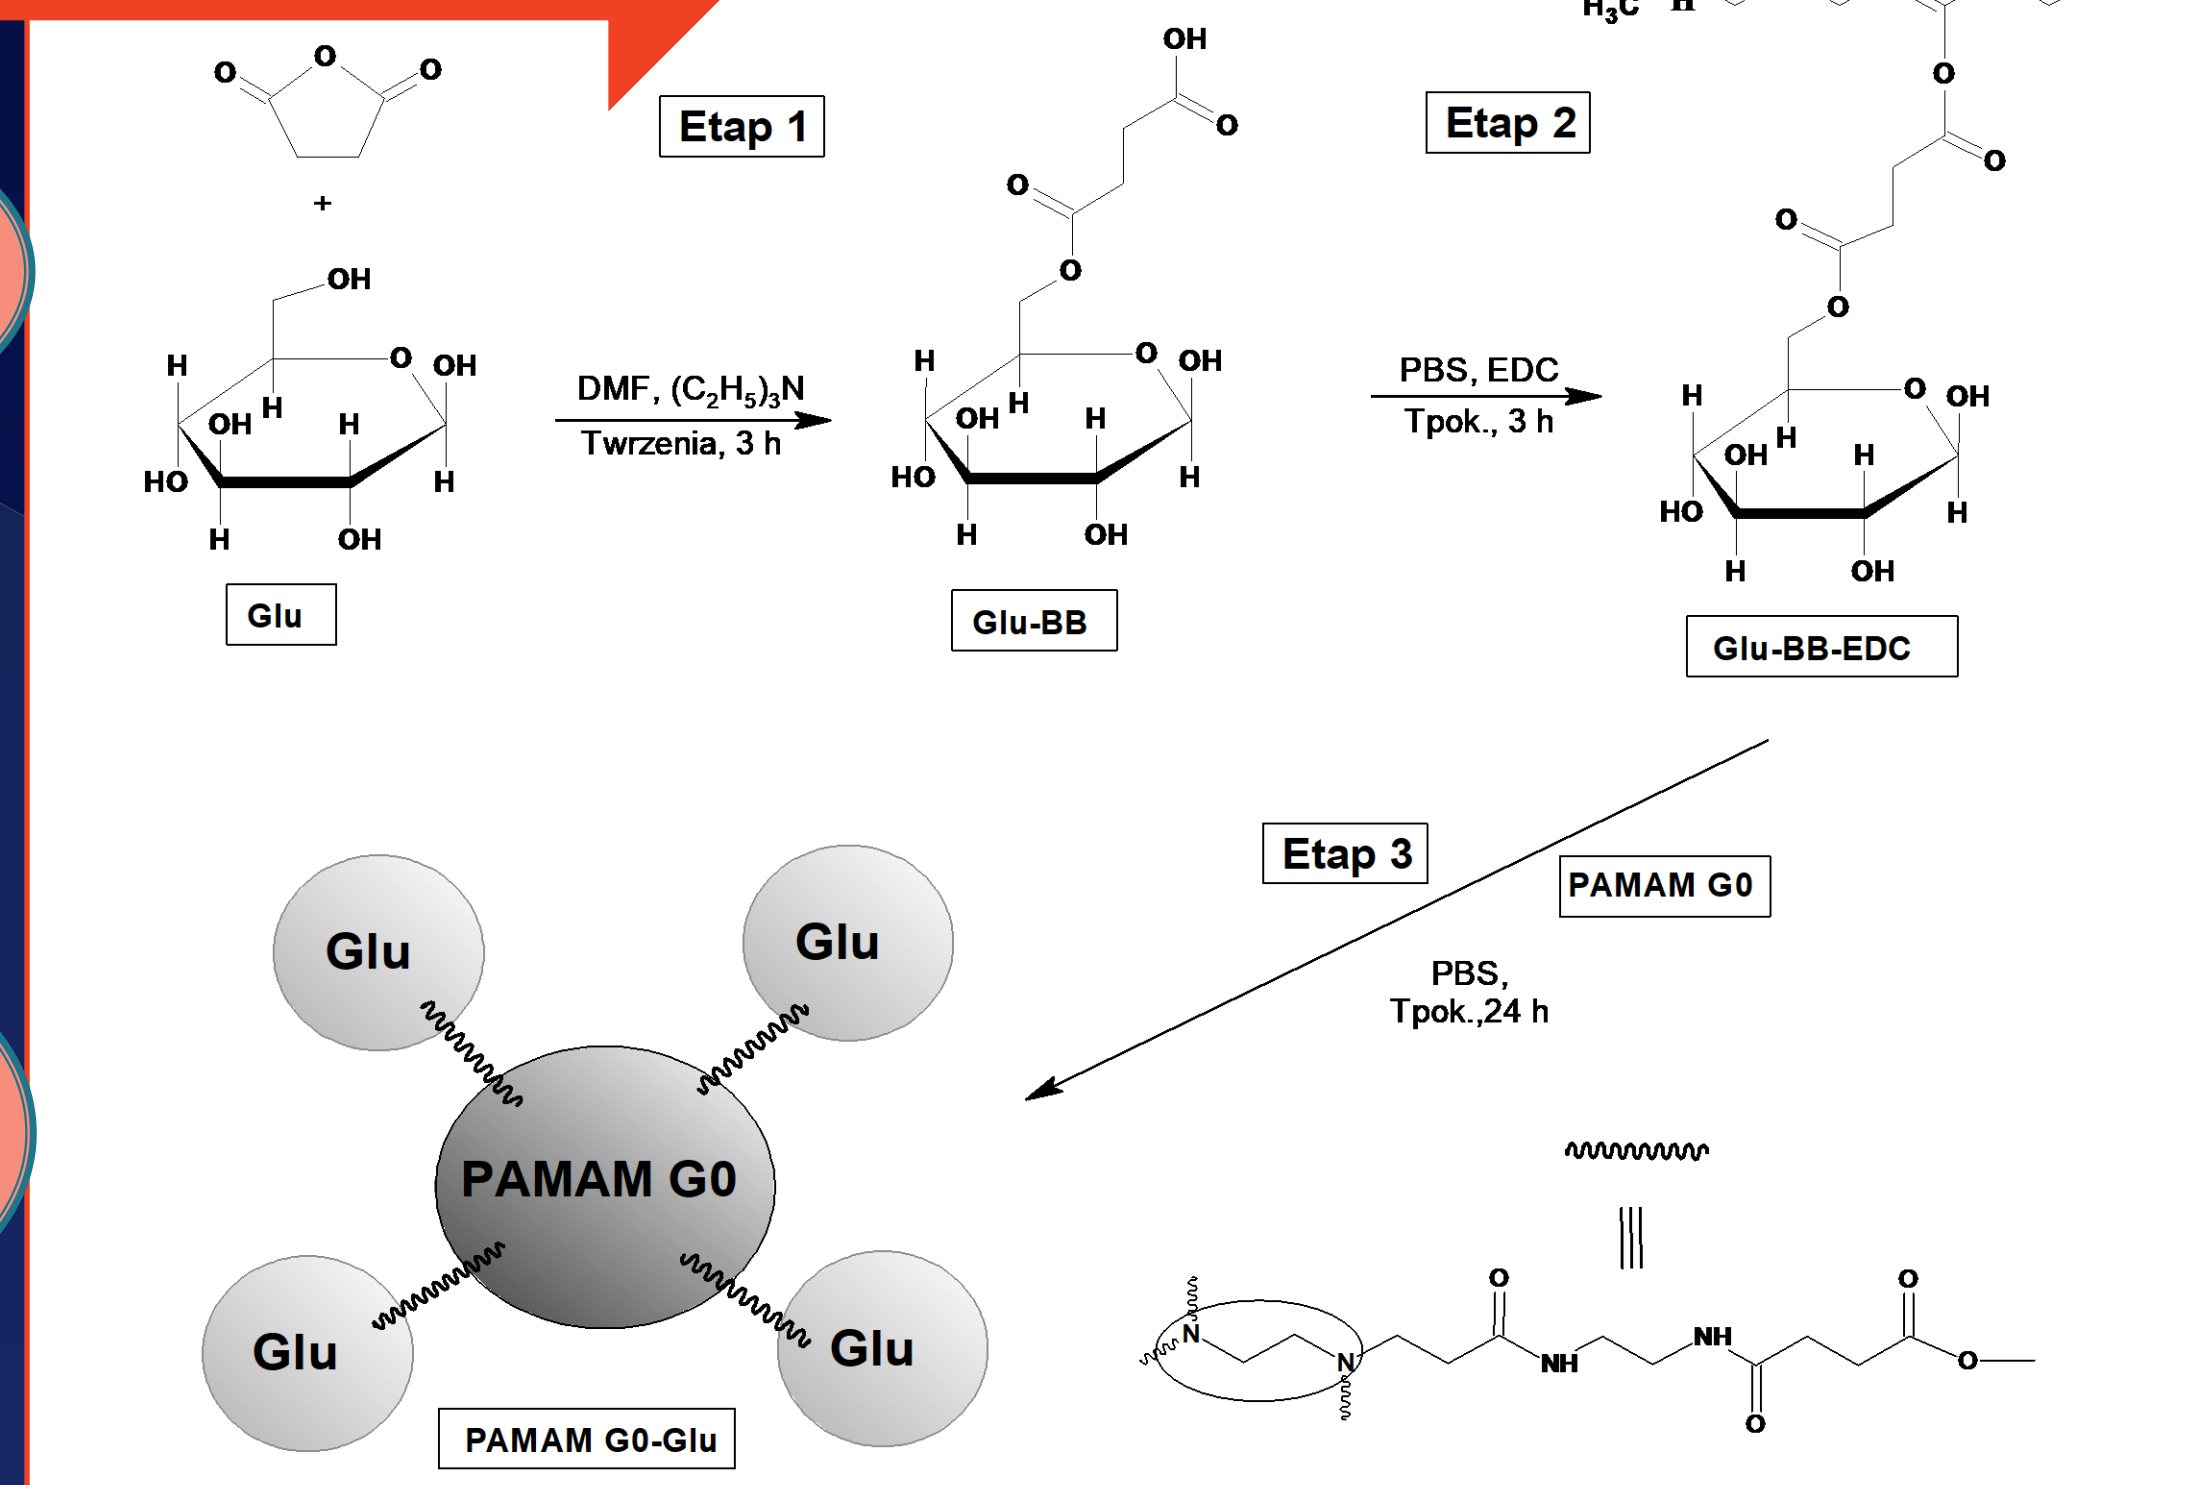 H₃C H
O O O
+
OH
H O OH
OH H H
HO H
H OH
Glu
Etap 1
DMF, (C₂H₅)₃N
Twrzenia, 3 h
OH
O
O
O
H O OH
OH H H
HO H
H OH
Glu-BB
Etap 2
PBS, EDC
Tpok., 3 h
O
O
O
O
H O OH
OH H H
HO H
H OH
Glu-BB-EDC
Etap 3
PAMAM G0
PBS,
Tpok.,24 h
Glu Glu
PAMAM G0
Glu Glu
PAMAM G0-Glu
O O
N NH
N NH O
O